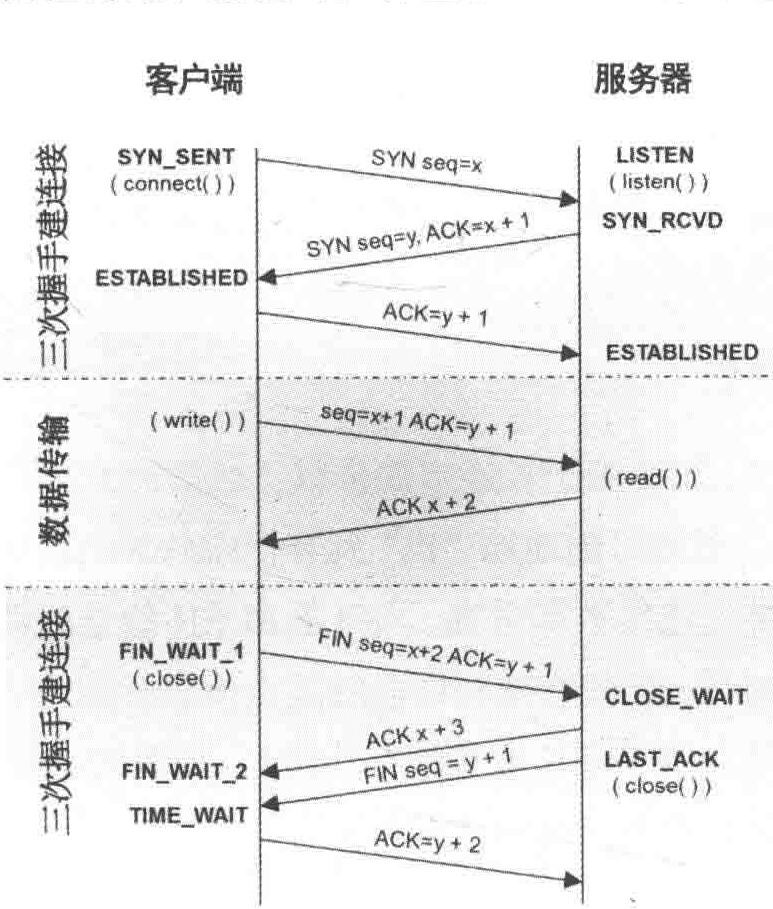 客户端
服务器
三次握手建连接
SYN_SENT
( connect( ) )
SYN seq=x
LISTEN
( listen( ) )
SYN_RCVD
SYN seq=y, ACK=x + 1
ESTABLISHED
ACK=y + 1
ESTABLISHED
数据传输
( write( ) )
seq=x+1 ACK=y + 1
( read( ) )
ACK x + 2
三次握手建连接
FIN_WAIT_1
( close( ) )
FIN seq=x+2 ACK=y + 1
CLOSE_WAIT
ACK x + 3
FIN_WAIT_2
FIN seq = y + 1
LAST_ACK
( close( ) )
TIME_WAIT
ACK=y + 2